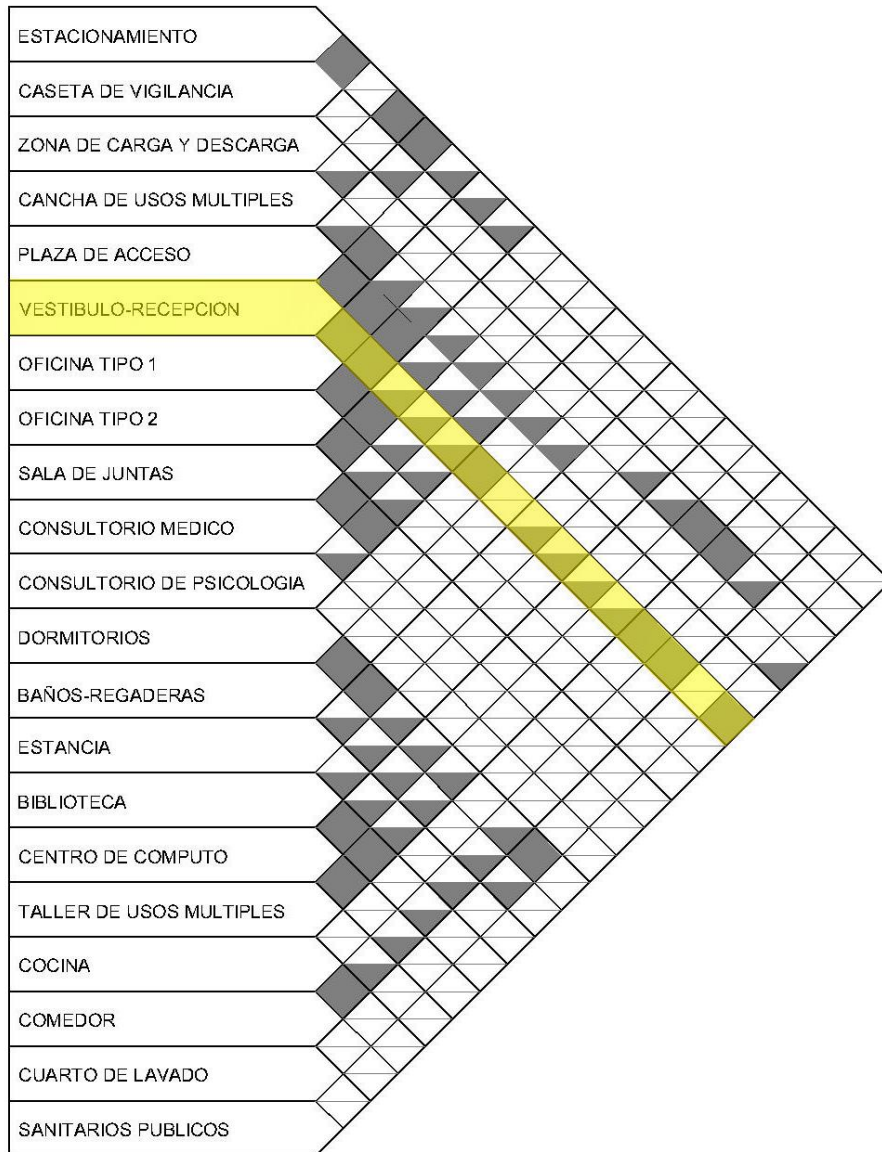 ESTACIONAMIENTO
CASETA DE VIGILANCIA
ZONA DE CARGA Y DESCARGA
CANCHA DE USOS MULTIPLES
PLAZA DE ACCESO
VESTIBULO-RECEPCION
OFICINA TIPO 1
OFICINA TIPO 2
SALA DE JUNTAS
CONSULTORIO MEDICO
CONSULTORIO DE PSICOLOGIA
DORMITORIOS
BAÑOS-REGADERAS
ESTANCIA
BIBLIOTECA
CENTRO DE COMPUTO
TALLER DE USOS MULTIPLES
COCINA
COMEDOR
CUARTO DE LAVADO
SANITARIOS PUBLICOS